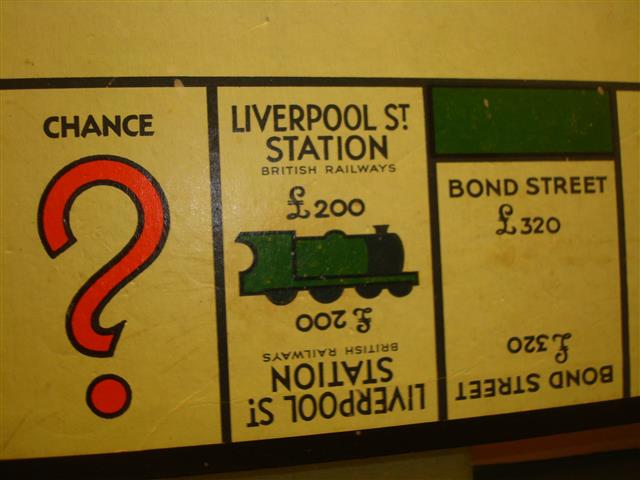 CHANCE
?
LIVERPOOL ST.
STATION
BRITISH RAILWAYS
£200
£200
BRITISH RAILWAYS
LIVERPOOL ST.
STATION
BOND STREET
£320
£320
BOND STREET